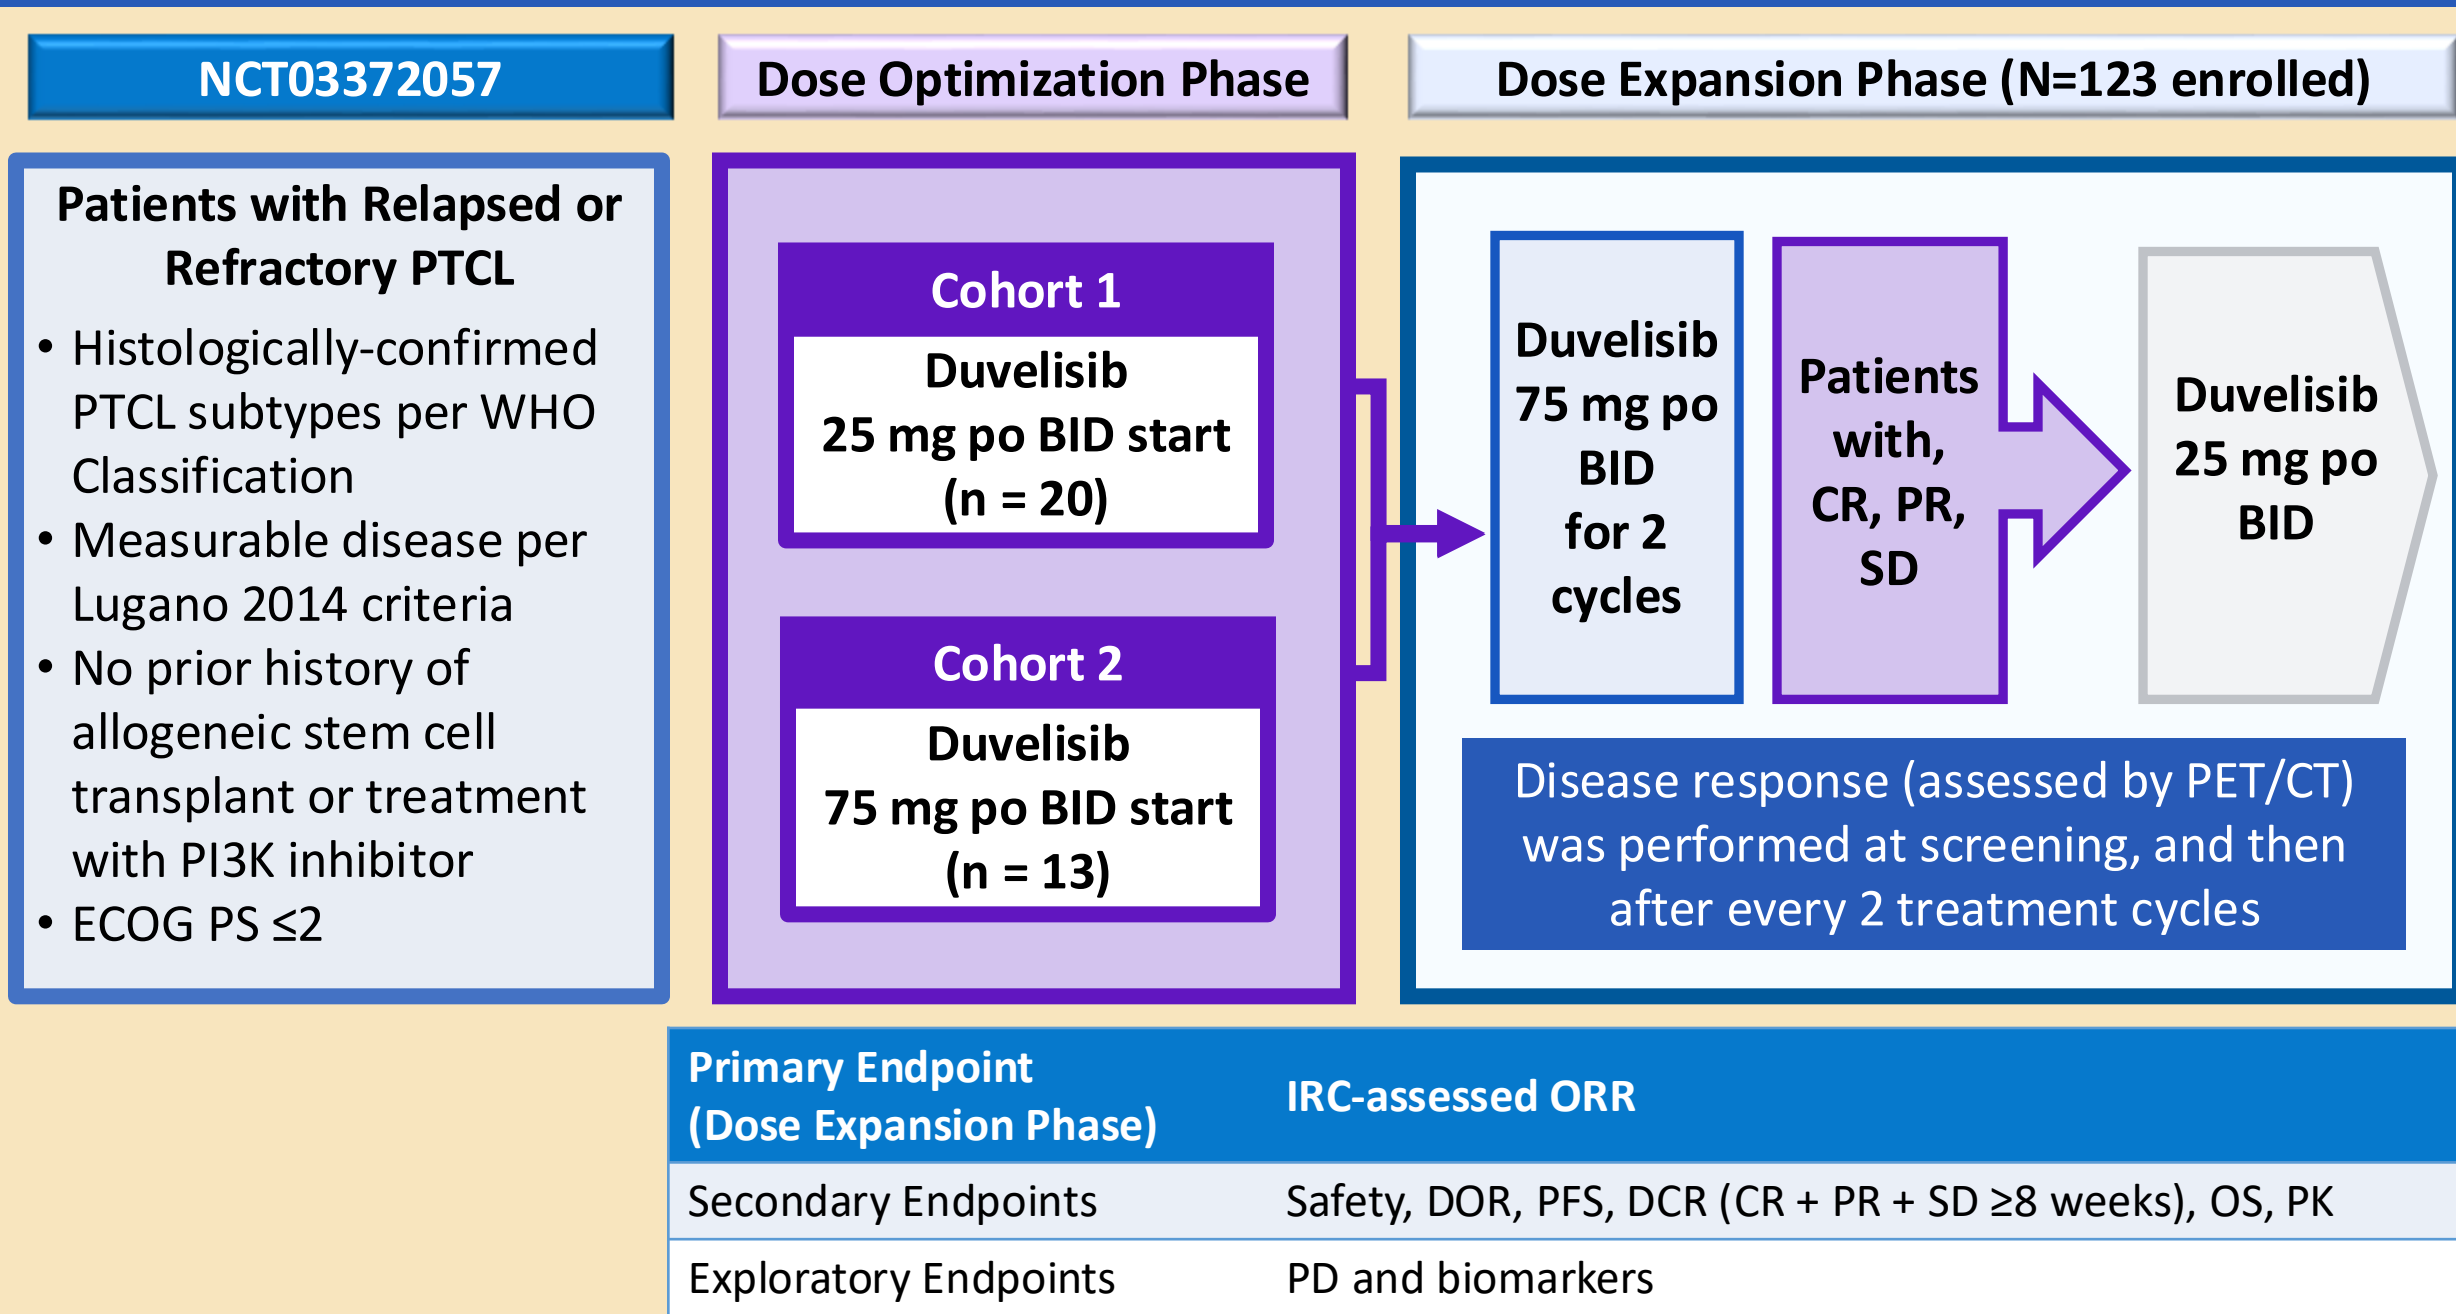 NCT03372057
Patients with Relapsed or
Refractory PTCL
• Histologically-confirmed
PTCL subtypes per WHO
Classification
• Measurable disease per
Lugano 2014 criteria
• No prior history of
allogeneic stem cell
transplant or treatment
with PI3K inhibitor
• ECOG PS ≤2
Dose Optimization Phase
Cohort 1
Duvelisib
25 mg po BID start
(n = 20)
Cohort 2
Duvelisib
75 mg po BID start
(n = 13)
Dose Expansion Phase (N=123 enrolled)
Duvelisib
75 mg po
BID
for 2
cycles
Patients
with,
CR, PR,
SD
Duvelisib
25 mg po
BID
Disease response (assessed by PET/CT)
was performed at screening, and then
after every 2 treatment cycles
Primary Endpoint
(Dose Expansion Phase)
IRC-assessed ORR
Secondary Endpoints
Safety, DOR, PFS, DCR (CR + PR + SD ≥8 weeks), OS, PK
Exploratory Endpoints
PD and biomarkers